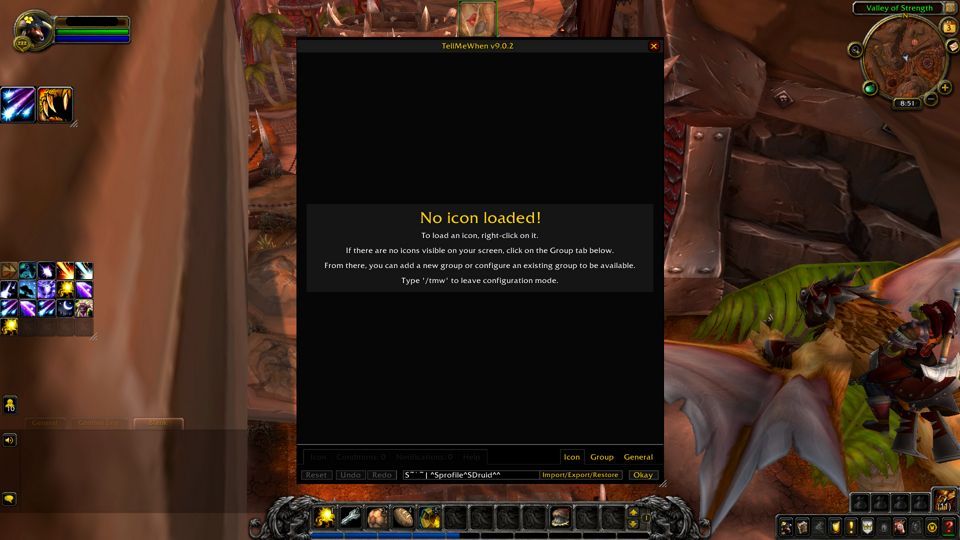 Valley of Strength
TellMeWhen v9.0.2
N
3
8:51
No icon loaded!
To load an icon, right-click on it.
If there are no icons visible on your screen, click on the Group tab below.
From there, you can add a new group or configure an existing group to be available.
Type '/tmw' to leave configuration mode.
10
General
Icon Conditions: 0 Notifications: 0 Help
Icon Group General
Reset Undo Redo
S~`~| ^Sprofile^SDruid^^
Import/Export/Restore
Okay